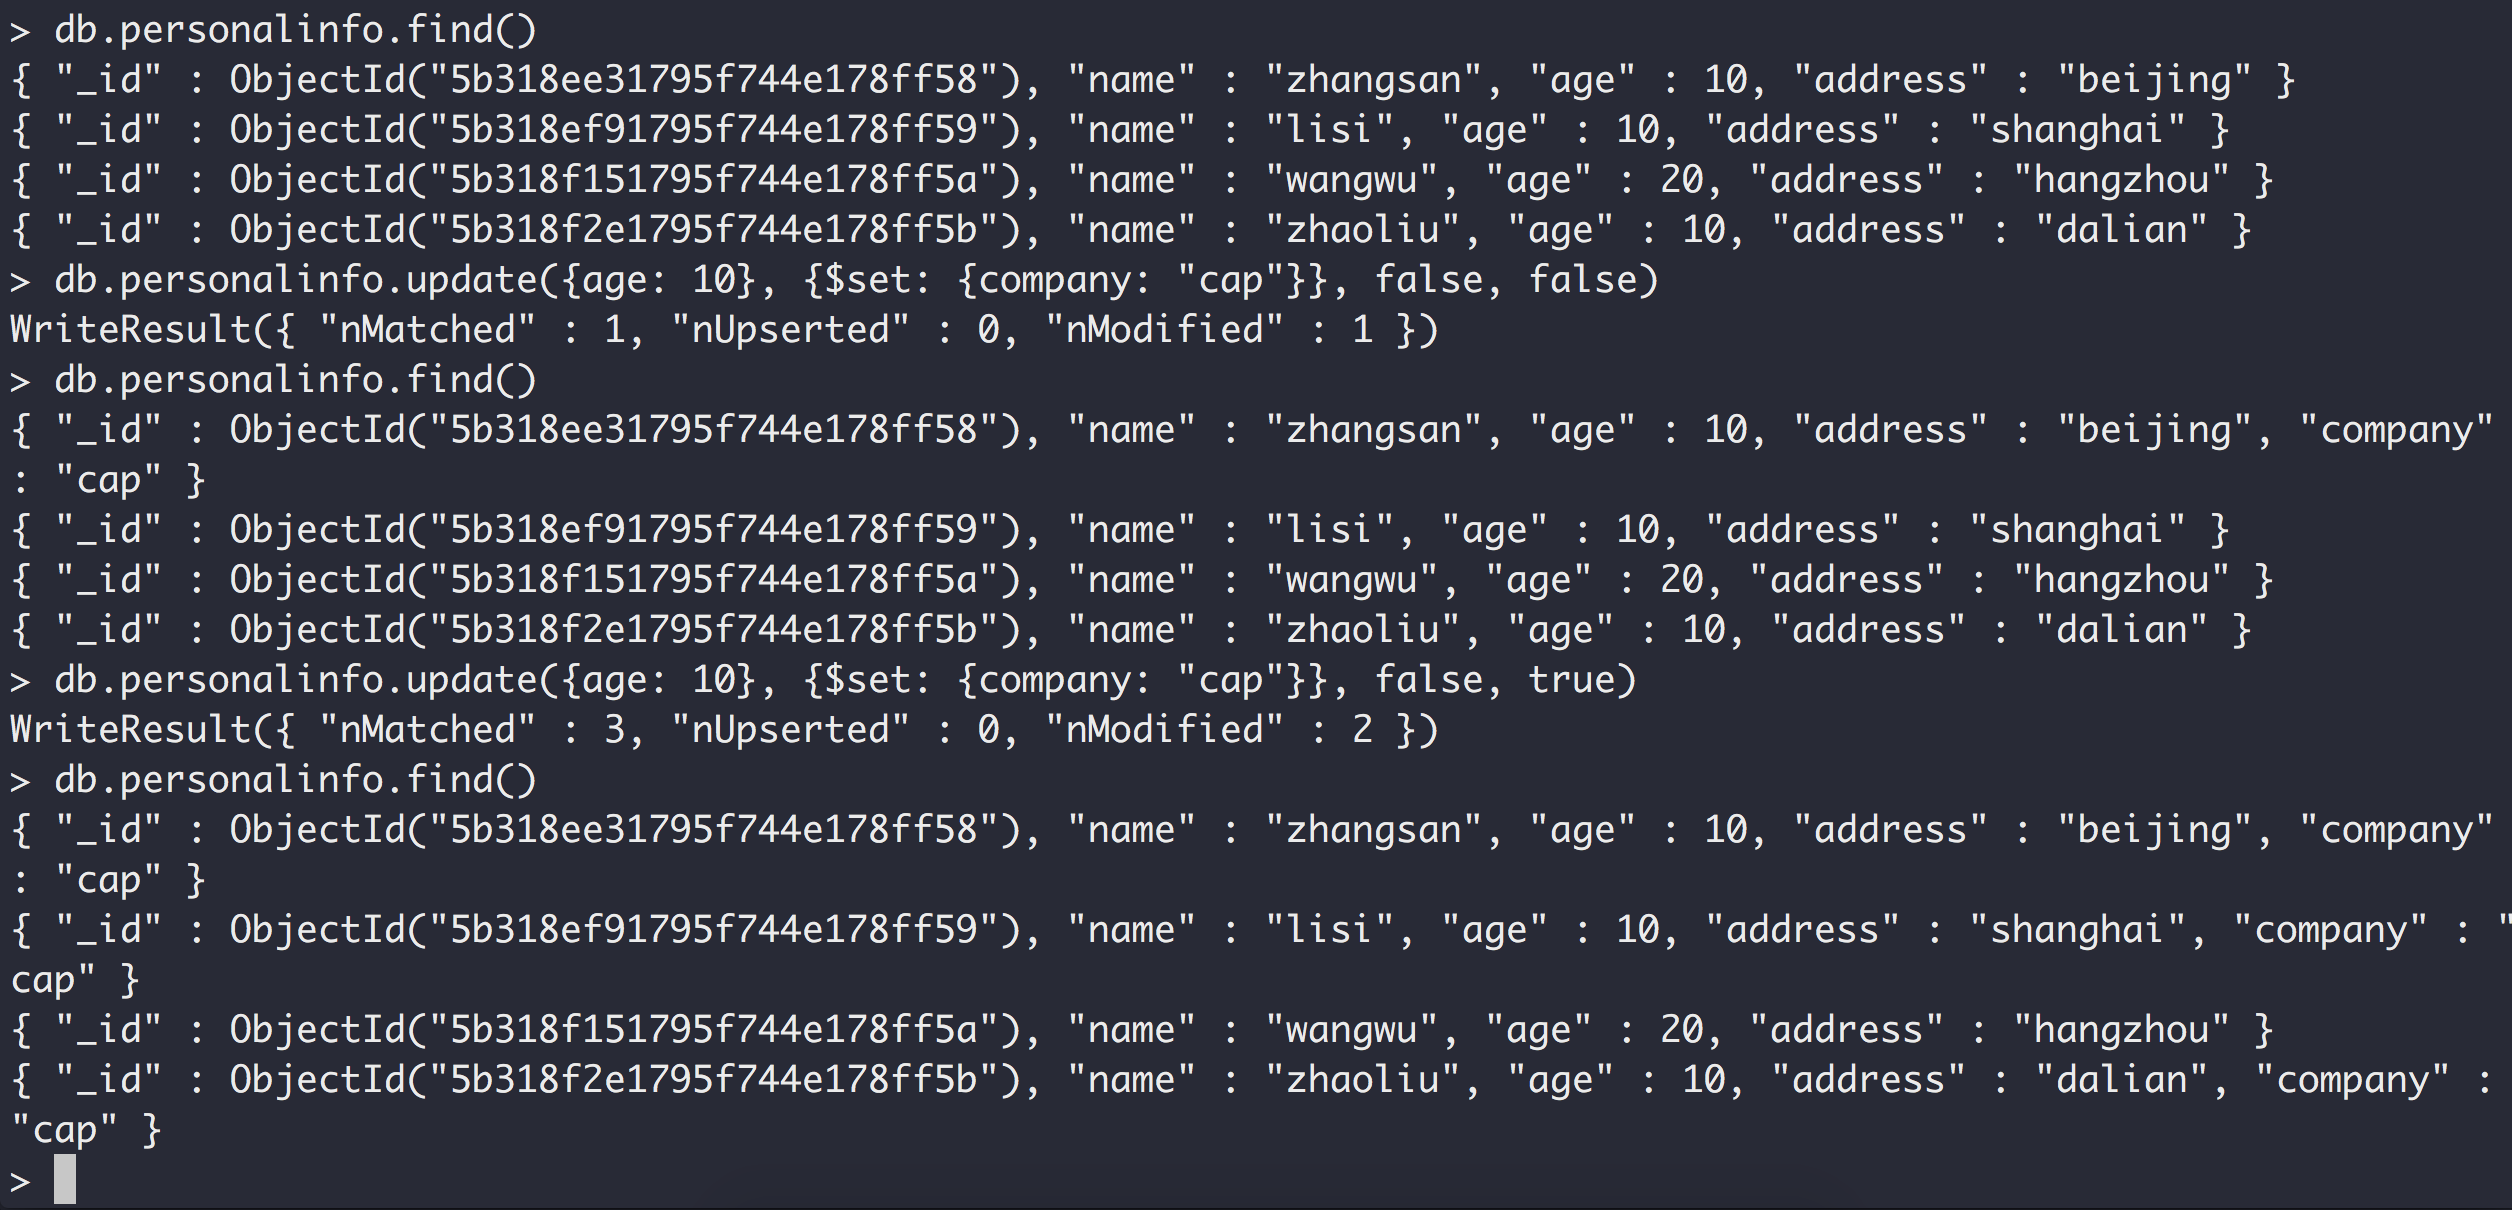 > db.personalinfo.find()
{ "_id" : ObjectId("5b318ee31795f744e178ff58"), "name" : "zhangsan", "age" : 10, "address" : "beijing" }
{ "_id" : ObjectId("5b318ef91795f744e178ff59"), "name" : "lisi", "age" : 10, "address" : "shanghai" }
{ "_id" : ObjectId("5b318f151795f744e178ff5a"), "name" : "wangwu", "age" : 20, "address" : "hangzhou" }
{ "_id" : ObjectId("5b318f2e1795f744e178ff5b"), "name" : "zhaoliu", "age" : 10, "address" : "dalian" }
> db.personalinfo.update({age: 10}, {$set: {company: "cap"}}, false, false)
WriteResult({ "nMatched" : 1, "nUpserted" : 0, "nModified" : 1 })
> db.personalinfo.find()
{ "_id" : ObjectId("5b318ee31795f744e178ff58"), "name" : "zhangsan", "age" : 10, "address" : "beijing", "company"
: "cap" }
{ "_id" : ObjectId("5b318ef91795f744e178ff59"), "name" : "lisi", "age" : 10, "address" : "shanghai" }
{ "_id" : ObjectId("5b318f151795f744e178ff5a"), "name" : "wangwu", "age" : 20, "address" : "hangzhou" }
{ "_id" : ObjectId("5b318f2e1795f744e178ff5b"), "name" : "zhaoliu", "age" : 10, "address" : "dalian" }
> db.personalinfo.update({age: 10}, {$set: {company: "cap"}}, false, true)
WriteResult({ "nMatched" : 3, "nUpserted" : 0, "nModified" : 2 })
> db.personalinfo.find()
{ "_id" : ObjectId("5b318ee31795f744e178ff58"), "name" : "zhangsan", "age" : 10, "address" : "beijing", "company"
: "cap" }
{ "_id" : ObjectId("5b318ef91795f744e178ff59"), "name" : "lisi", "age" : 10, "address" : "shanghai", "company" : "
cap" }
{ "_id" : ObjectId("5b318f151795f744e178ff5a"), "name" : "wangwu", "age" : 20, "address" : "hangzhou" }
{ "_id" : ObjectId("5b318f2e1795f744e178ff5b"), "name" : "zhaoliu", "age" : 10, "address" : "dalian", "company" :
"cap" }
>